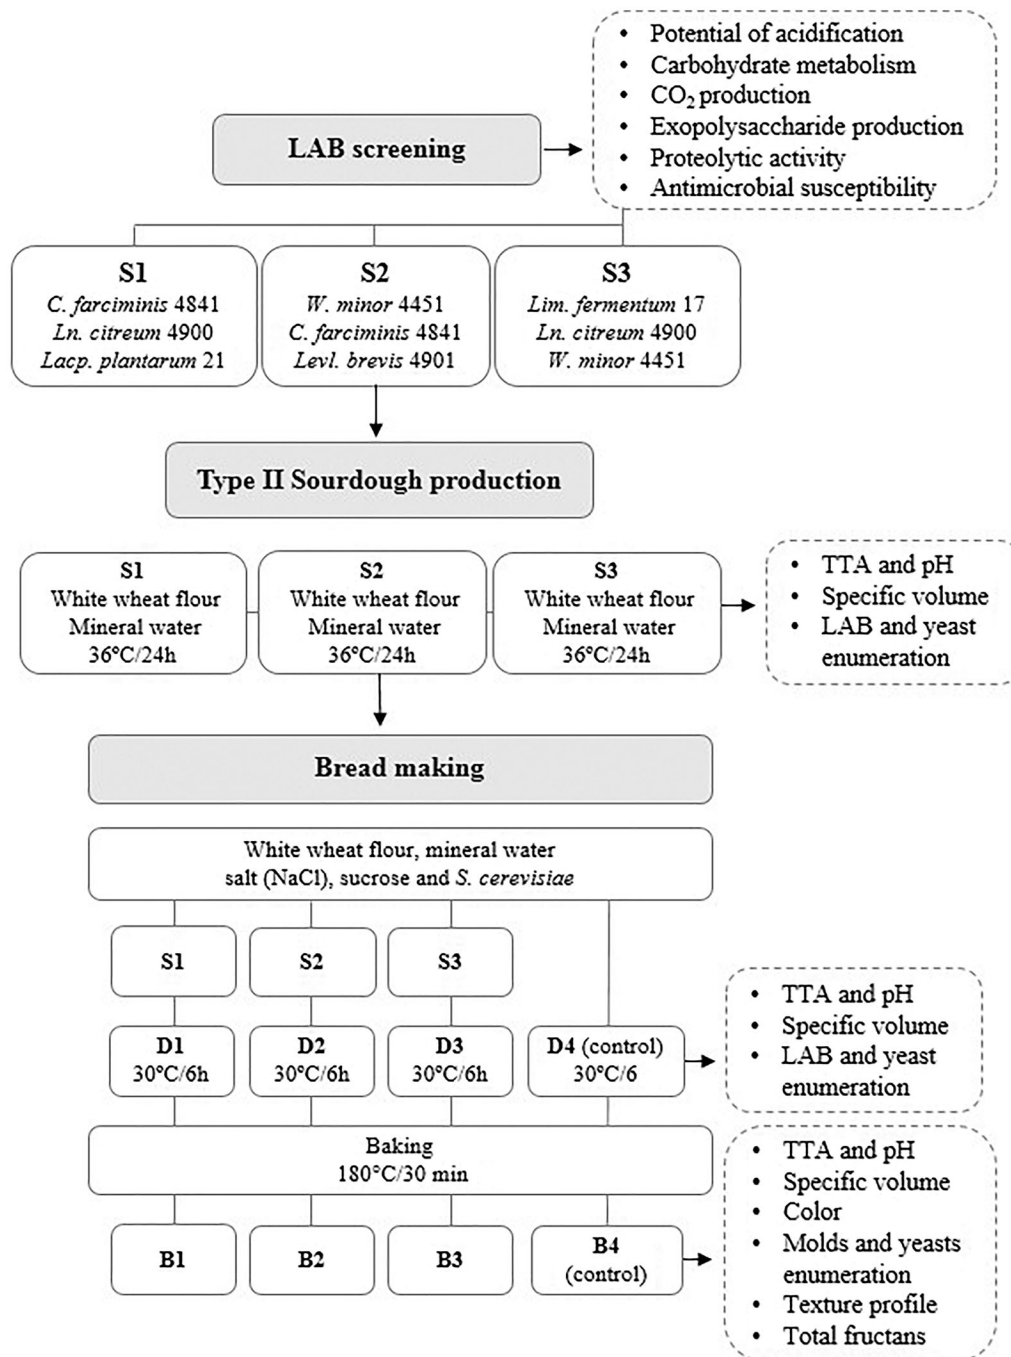 • Potential of acidification
• Carbohydrate metabolism
• CO₂ production
• Exopolysaccharide production
• Proteolytic activity
• Antimicrobial susceptibility
LAB screening
S1
C. farciminis 4841
Ln. citreum 4900
Lacp. plantarum 21
S2
W. minor 4451
C. farciminis 4841
Levl. brevis 4901
S3
Lim. fermentum 17
Ln. citreum 4900
W. minor 4451
Type II Sourdough production
S1
White wheat flour
Mineral water
36°C/24h
S2
White wheat flour
Mineral water
36°C/24h
S3
White wheat flour
Mineral water
36°C/24h
• TTA and pH
• Specific volume
• LAB and yeast
enumeration
Bread making
White wheat flour, mineral water
salt (NaCl), sucrose and S. cerevisiae
S1
S2
S3
D1
30°C/6h
D2
30°C/6h
D3
30°C/6h
D4 (control)
30°C/6
• TTA and pH
• Specific volume
• LAB and yeast
enumeration
Baking
180°C/30 min
B1
B2
B3
B4
(control)
• TTA and pH
• Specific volume
• Color
• Molds and yeasts
enumeration
• Texture profile
• Total fructans